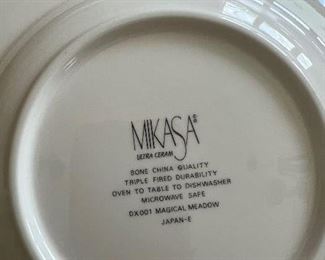 MIKASA®
ULTRA CERAM
BONE CHINA QUALITY
TRIPLE FIRED DURABILITY
OVEN TO TABLE TO DISHWASHER
MICROWAVE SAFE
DX001 MAGICAL MEADOW
JAPAN-E